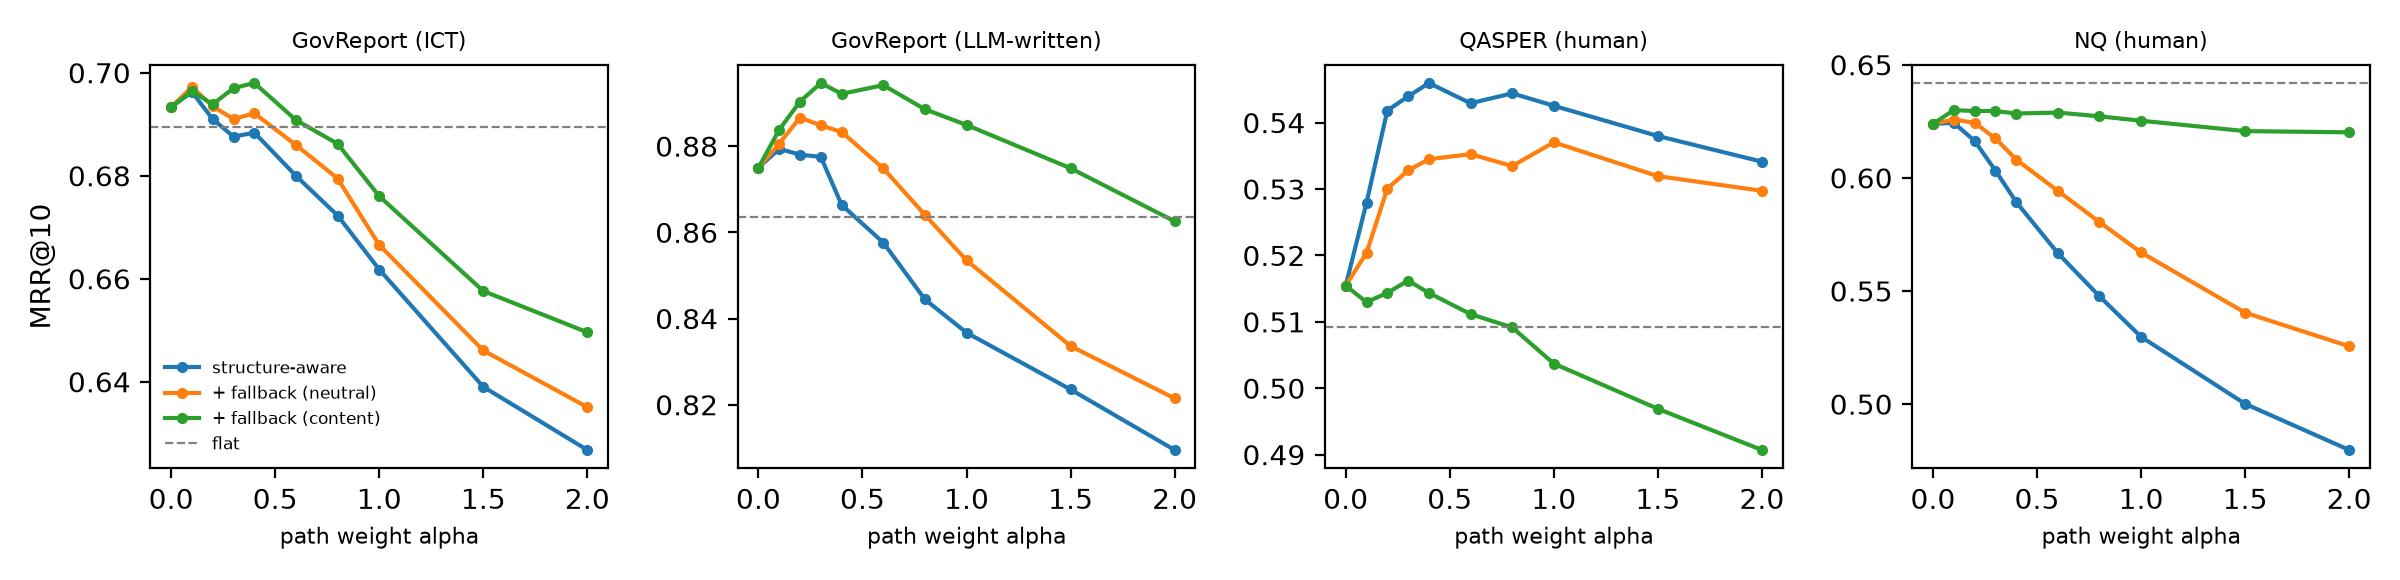 GovReport (ICT)
GovReport (LLM-written)
QASPER (human)
NQ (human)
MRR@10
0.70
0.68
0.66
0.64
structure-aware
+ fallback (neutral)
+ fallback (content)
flat
0.0 0.5 1.0 1.5 2.0
path weight alpha
0.88
0.86
0.84
0.82
0.0 0.5 1.0 1.5 2.0
path weight alpha
0.54
0.53
0.52
0.51
0.50
0.49
0.0 0.5 1.0 1.5 2.0
path weight alpha
0.65
0.60
0.55
0.50
0.0 0.5 1.0 1.5 2.0
path weight alpha